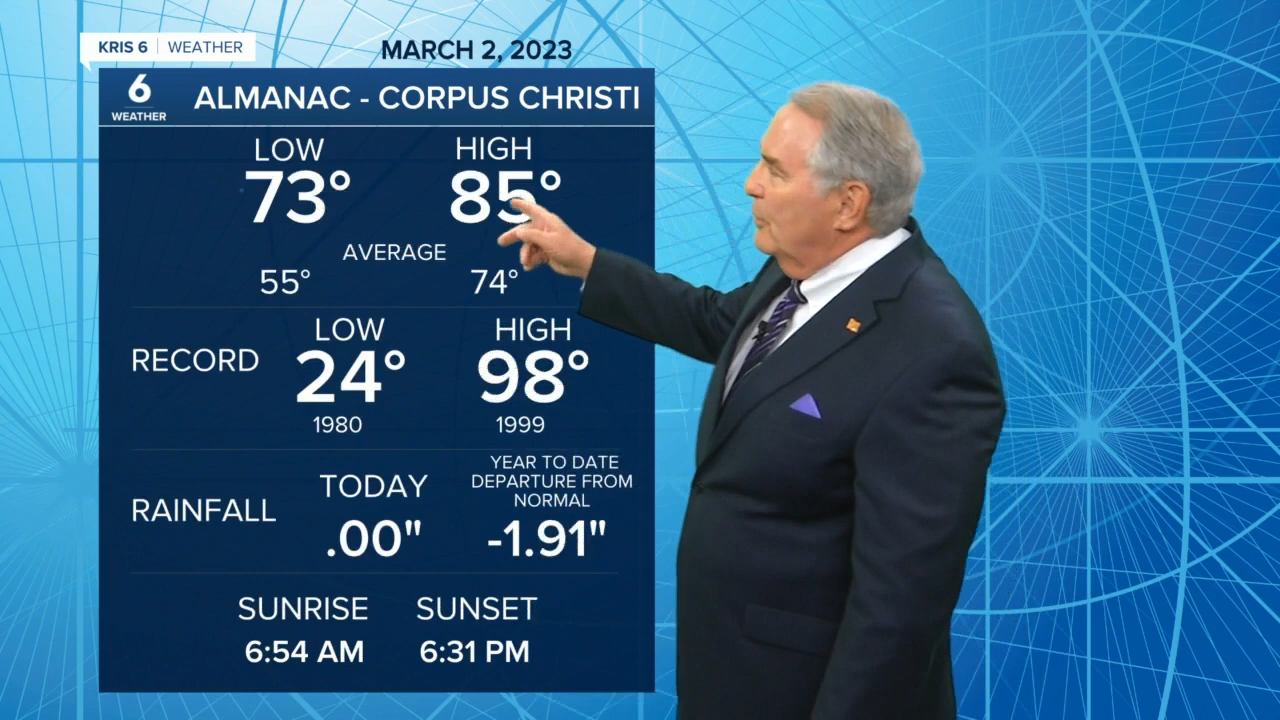 KRIS 6 | WEATHER
MARCH 2, 2023
6
WEATHER
ALMANAC - CORPUS CHRISTI
LOW HIGH
73° 85°
AVERAGE
55° 74°
LOW HIGH
RECORD
24° 98°
1980 1999
RAINFALL
TODAY
.00"
YEAR TO DATE
DEPARTURE FROM
NORMAL
-1.91"
SUNRISE SUNSET
6:54 AM 6:31 PM